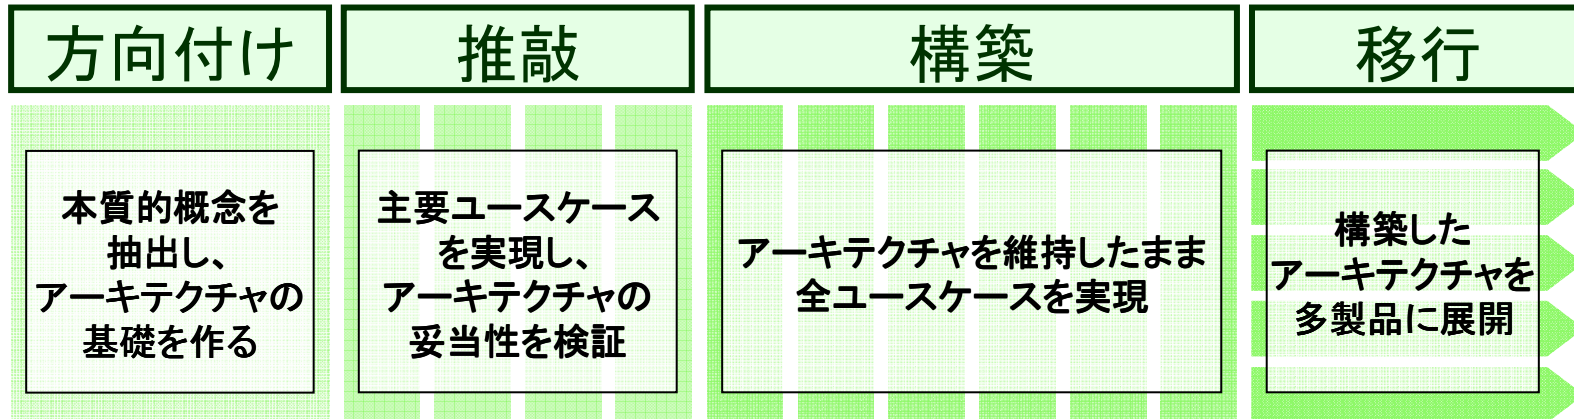 方向付け
推敲
構築
移行
本質的概念を
抽出し、
アーキテクチャの
基礎を作る
主要ユースケース
を実現し、
アーキテクチャの
妥当性を検証
アーキテクチャを維持したまま
全ユースケースを実現
構築した
アーキテクチャを
多製品に展開